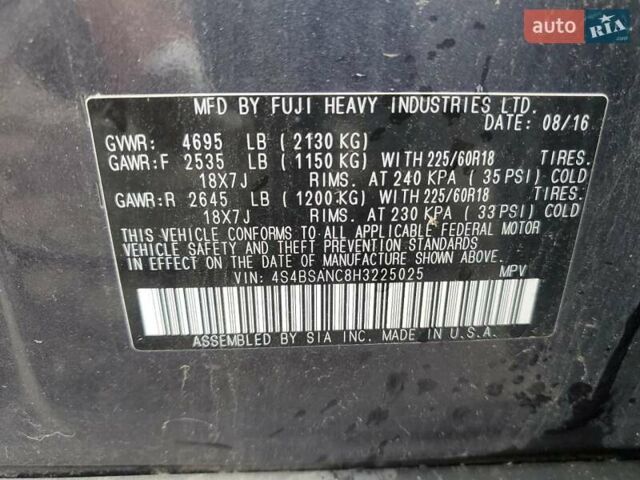 auto RIA
.com
MFD BY FUJI HEAVY INDUSTRIES LTD.
DATE: 08/16
GVWR: 4695 LB ( 2130 KG)
GAWR:F 2535 LB ( 1150 KG) WITH 225/60R18 TIRES.
18X7J RIMS. AT 240 KPA ( 35 PSI) COLD
GAWR:R 2645 LB ( 1200 KG) WITH 225/60R18 TIRES.
18X7J RIMS. AT 230 KPA ( 33 PSI) COLD
THIS VEHICLE CONFORMS TO ALL APPLICABLE FEDERAL MOTOR
VEHICLE SAFETY AND THEFT PREVENTION STANDARDS
IN EFFECT ON THE DATE OF MANUFACTURE SHOWN ABOVE.
VIN: 4S4BSANC8H3225025 MPV
ASSEMBLED BY SIA INC. MADE IN U.S.A.